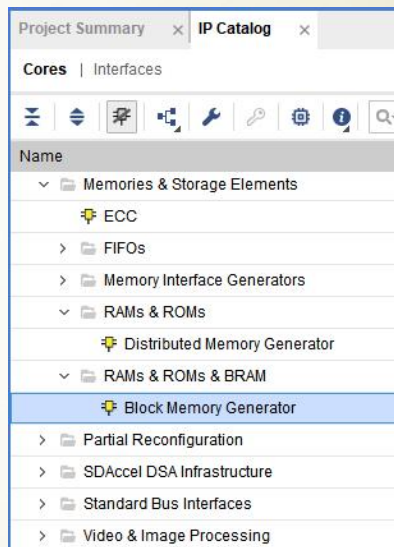 Project Summary × IP Catalog ×
Cores | Interfaces
Name
Memories & Storage Elements
ECC
FIFOs
Memory Interface Generators
RAMs & ROMs
Distributed Memory Generator
RAMs & ROMs & BRAM
Block Memory Generator
Partial Reconfiguration
SDAccel DSA Infrastructure
Standard Bus Interfaces
Video & Image Processing